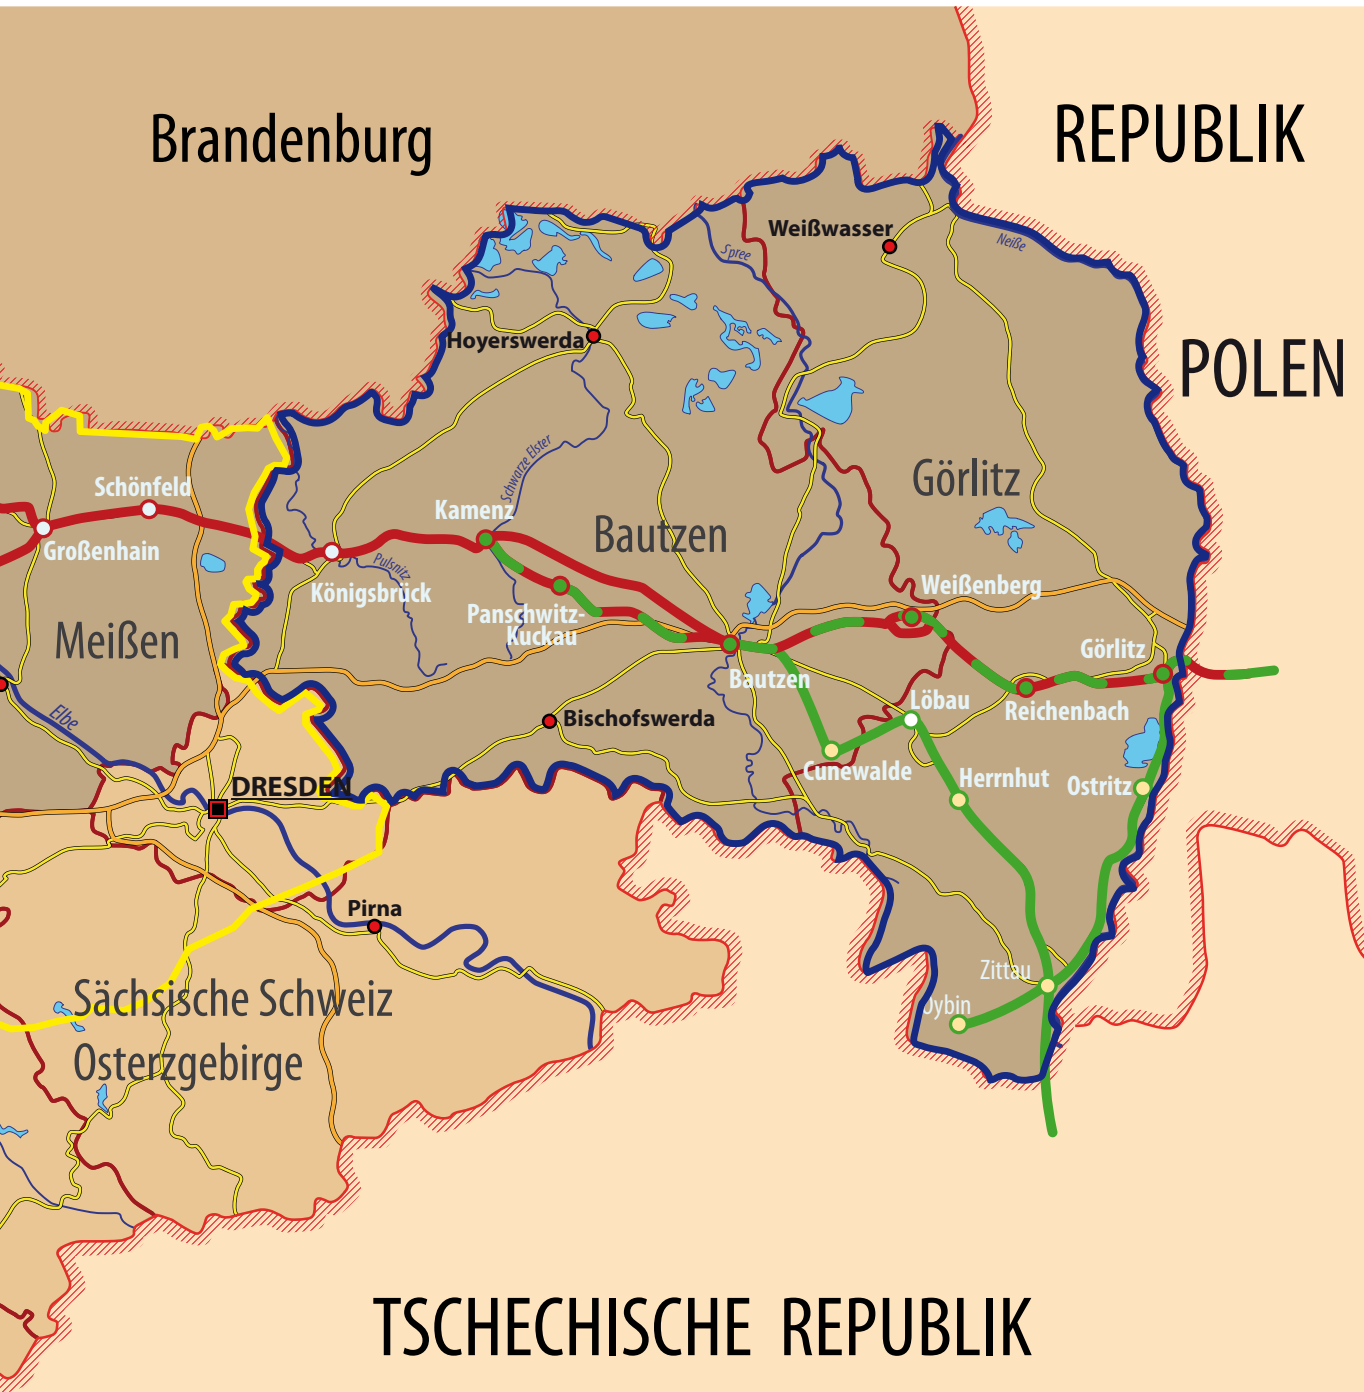 Brandenburg
REPUBLIK
POLEN
Weißwasser
Spree
Neiße
Hoyerswerda
Schwarze Elster
Görlitz
Schönfeld
Kamenz
Bautzen
Großenhain
Pulsnitz
Königsbrück
Panschwitz-
Kuckau
Weißenberg
Meißen
Görlitz
Bautzen
Reichenbach
Löbau
Elbe
Bischofswerda
Cunewalde
Herrnhut
Ostritz
DRESDEN
Pirna
Zittau
Oybin
Sächsische Schweiz
Osterzgebirge
TSCHECHISCHE REPUBLIK